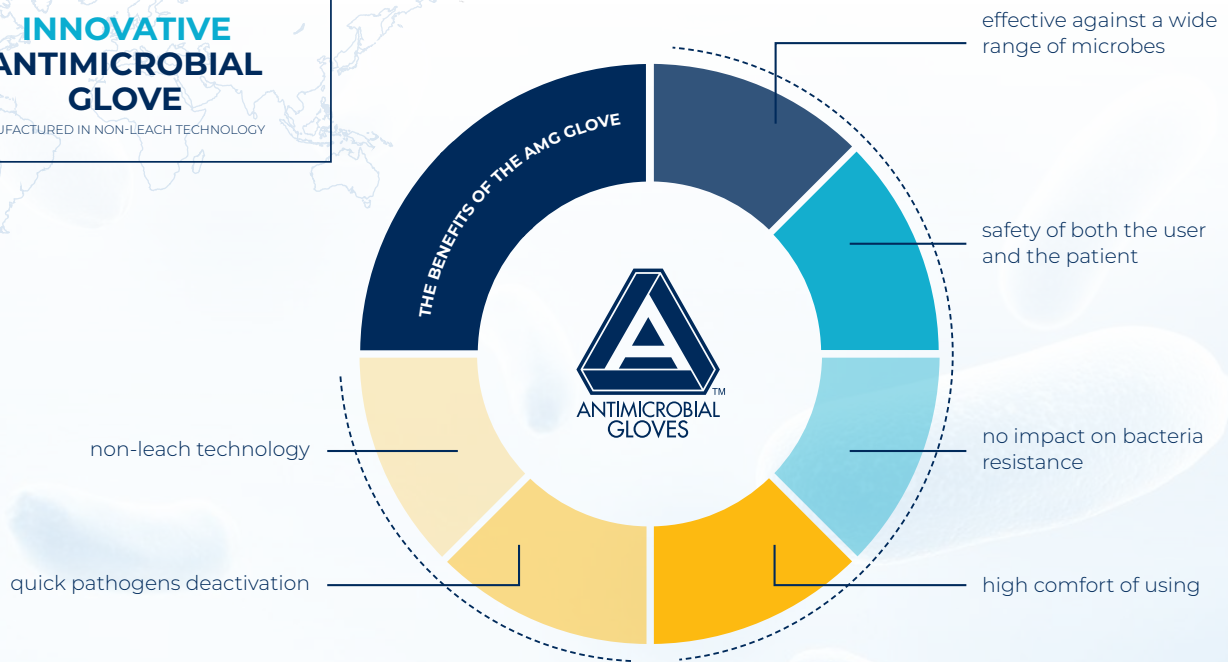 INNOVATIVE
ANTIMICROBIAL
GLOVE
IN NON-LEACH TECHNOLOGY
THE BENEFITS OF THE AMG GLOVE
effective against a wide
range of microbes
safety of both the user
and the patient
no impact on bacteria
resistance
high comfort of using
quick pathogens deactivation
non-leach technology
A
TM
ANTIMICROBIAL
GLOVES